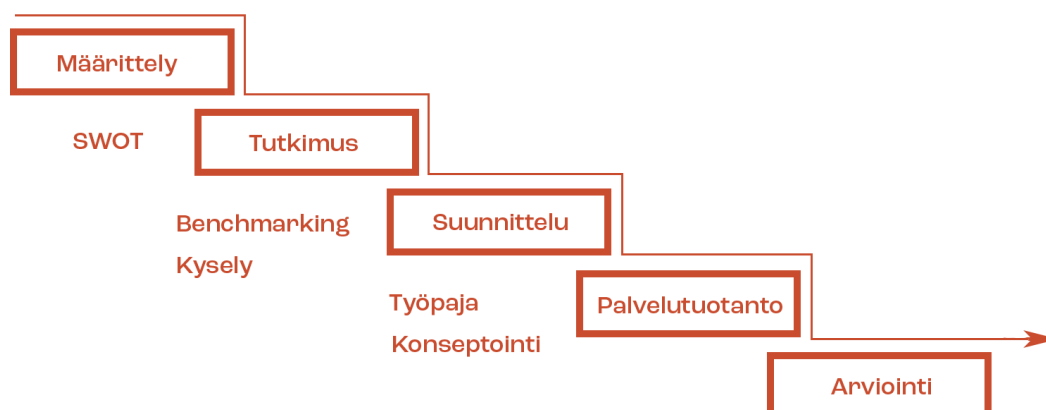 Määrittely
SWOT
Tutkimus
Benchmarking
Kysely
Suunnittelu
Työpaja
Konseptointi
Palvelutuotanto
Arviointi